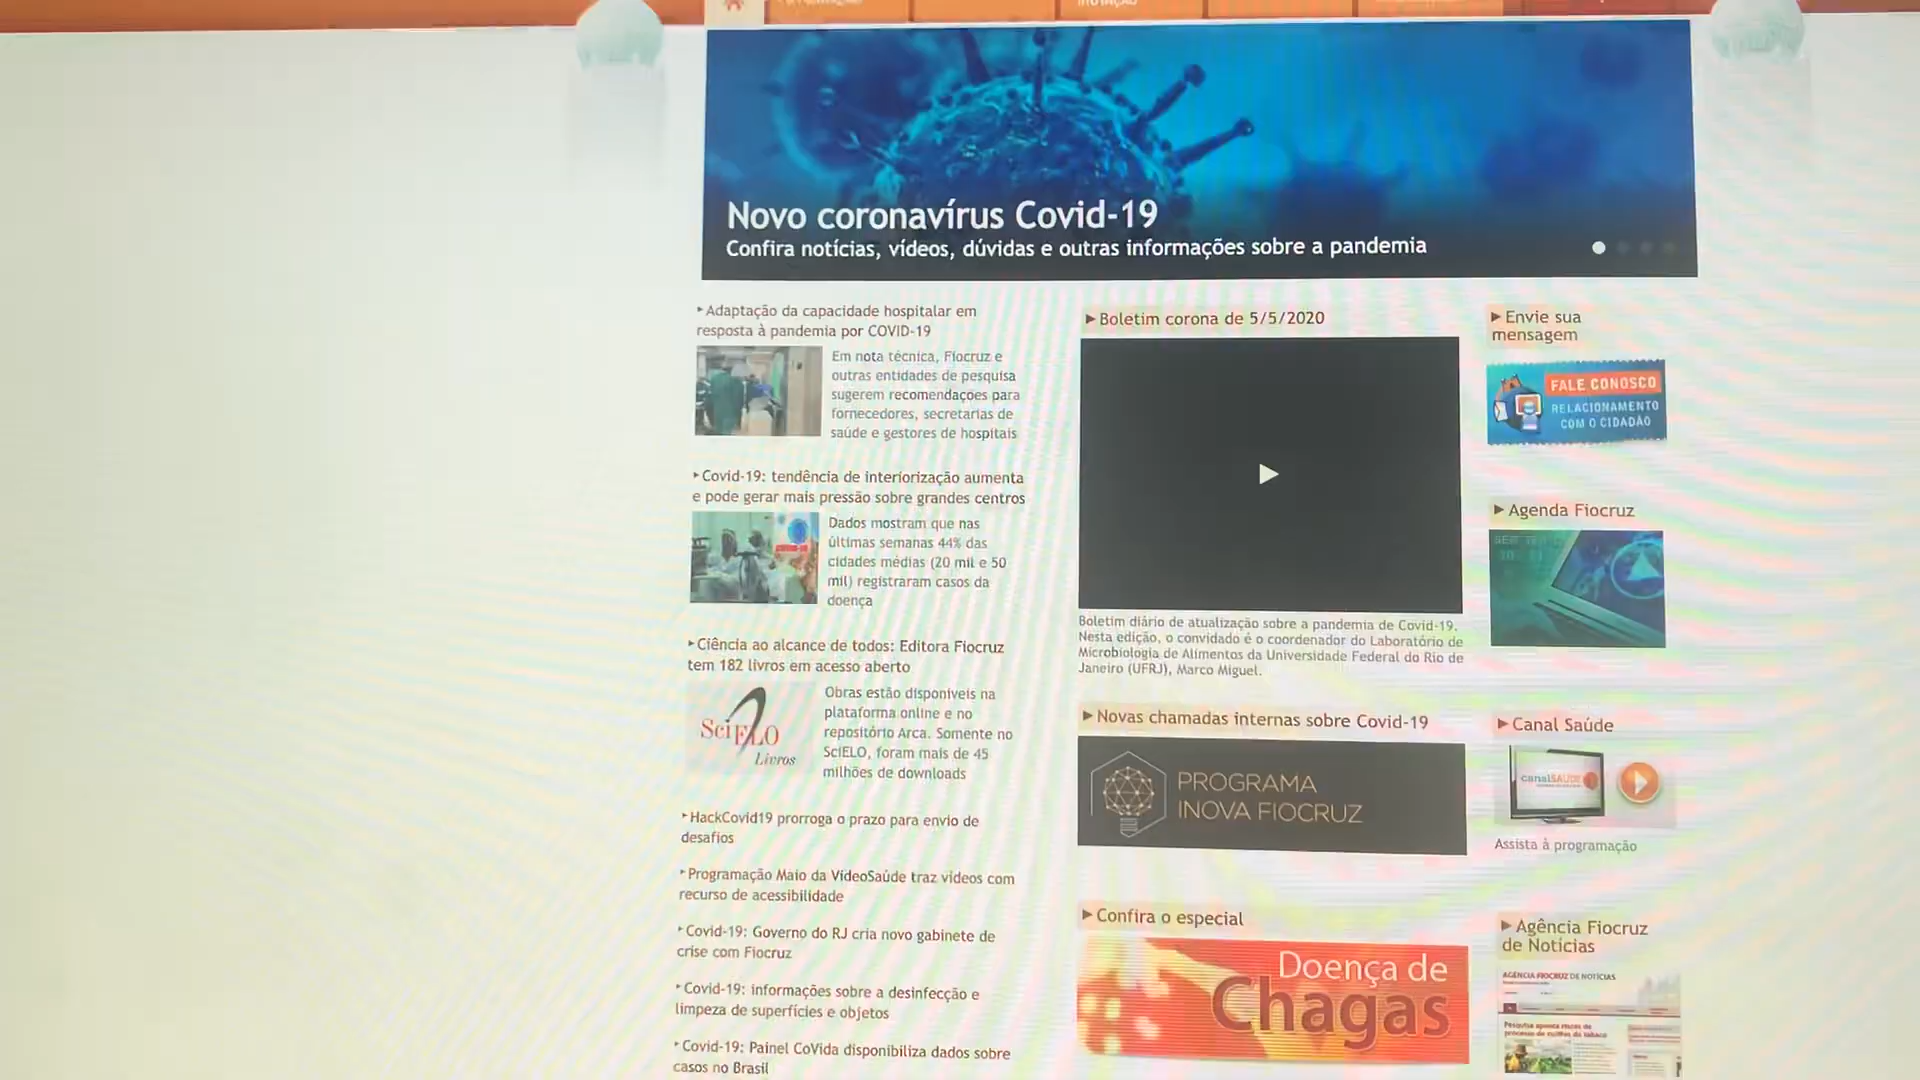 Novo coronavírus Covid-19
Confira notícias, vídeos, dúvidas e outras informações sobre a pandemia
Adaptação da capacidade hospitalar em
resposta à pandemia por COVID-19
Em nota técnica, Fiocruz e
outras entidades de pesquisa
sugerem recomendações para
fornecedores, secretarias de
saúde e gestores de hospitais
Covid-19: tendência de interiorização aumenta
e pode gerar mais pressão sobre grandes centros
Dados mostram que nas
últimas semanas 44% das
cidades médias (20 mil e 50
mil) registraram casos da
doença
Ciência ao alcance de todos: Editora Fiocruz
tem 182 livros em acesso aberto
SciELO
Livros
Obras estão disponíveis na
plataforma online e no
repositório Arca. Somente no
SciELO, foram mais de 45
milhões de downloads
HackCovid19 prorroga o prazo para envio de
desafios
Programação Maio da VídeoSaúde traz vídeos com
recurso de acessibilidade
Covid-19: Governo do RJ cria novo gabinete de
crise com Fiocruz
Covid-19: informações sobre a desinfecção e
limpeza de superfícies e objetos
Covid-19: Painel CoVida disponibiliza dados sobre
casos no Brasil
Boletim corona de 5/5/2020
Boletim diário de atualização sobre a pandemia de Covid-19.
Nesta edição, o convidado é o coordenador do Laboratório de
Microbiologia de Alimentos da Universidade Federal do Rio de
Janeiro (UFRJ), Marco Miguel.
Novas chamadas internas sobre Covid-19
PROGRAMA
INOVA FIOCRUZ
Confira o especial
Doença de
Chagas
Envie sua
mensagem
FALE CONOSCO
RELACIONAMENTO
COM O CIDADÃO
Agenda Fiocruz
Canal Saúde
canalSAÚDE
Assista à programação
Agência Fiocruz
de Notícias
AGÊNCIA FIOCRUZ DE NOTÍCIAS